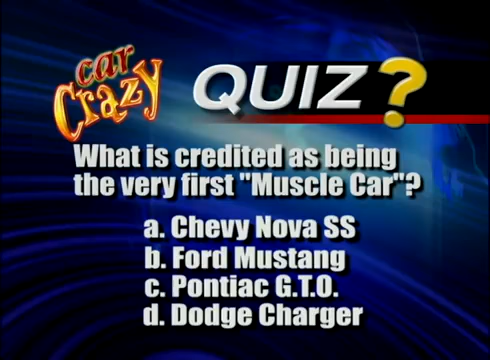 car
Crazy
QUIZ?
What is credited as being
the very first "Muscle Car"?
a. Chevy Nova SS
b. Ford Mustang
c. Pontiac G.T.O.
d. Dodge Charger